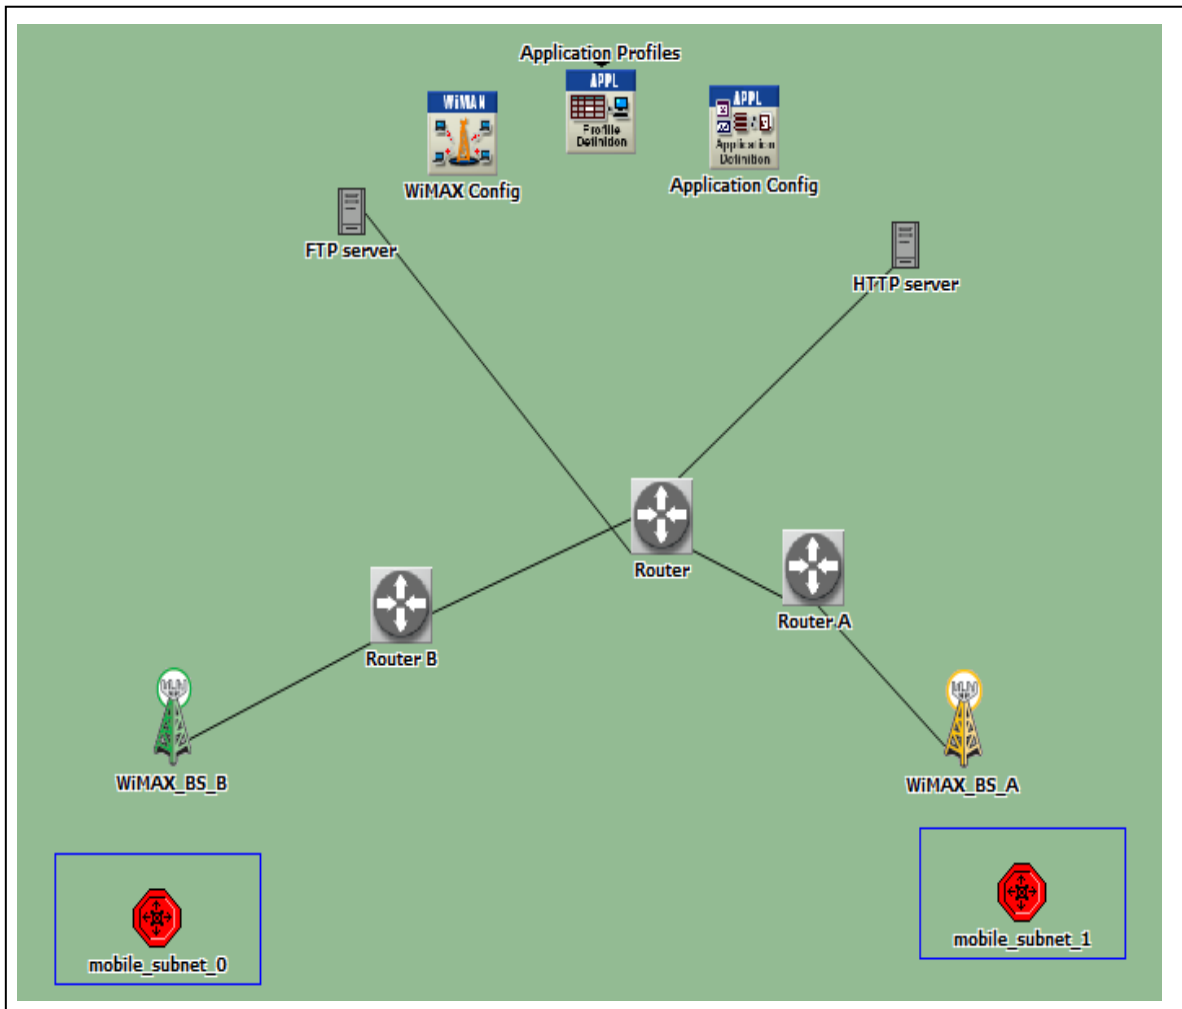 Application Profiles
APPL
Profile
Definition
WiMAN
WiMAX Config
APPL
Application
Definition
Application Config
FTP server
HTTP server
Router
Router A
Router B
WiMAX_BS_B
WiMAX_BS_A
mobile_subnet_1
mobile_subnet_0